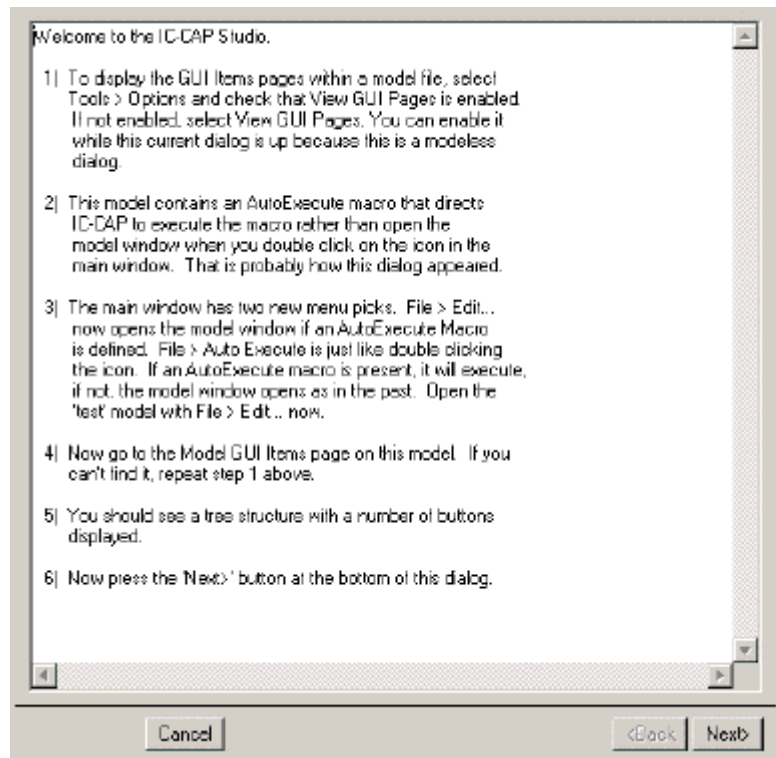 Welcome to the IC-CAP Studio.
1) To display the GUI Items pages within a model file, select
Tools > Options and check that View GUI Pages is enabled.
If not enabled, select View GUI Pages. You can enable it
while this current dialog is up because this is a modeless
dialog.
2) This model contains an AutoExecute macro that directs
IC-CAP to execute the macro rather than open the
model window when you double click on the icon in the
main window. That is probably how this dialog appeared.
3) The main window has two new menu picks. File > Edit...
now opens the model window if an AutoExecute Macro
is defined. File > Auto Execute is just like double clicking
the icon. If an AutoExecute macro is present, it will execute,
if not, the model window opens as in the past. Open the
'test' model with File > Edit... now.
4) Now go to the Model GUI Items page on this model. If you
can't find it, repeat step 1 above.
5) You should see a tree structure with a number of buttons
displayed.
6) Now press the 'Next>' button at the bottom of this dialog.
Cancel
<Back
Next>